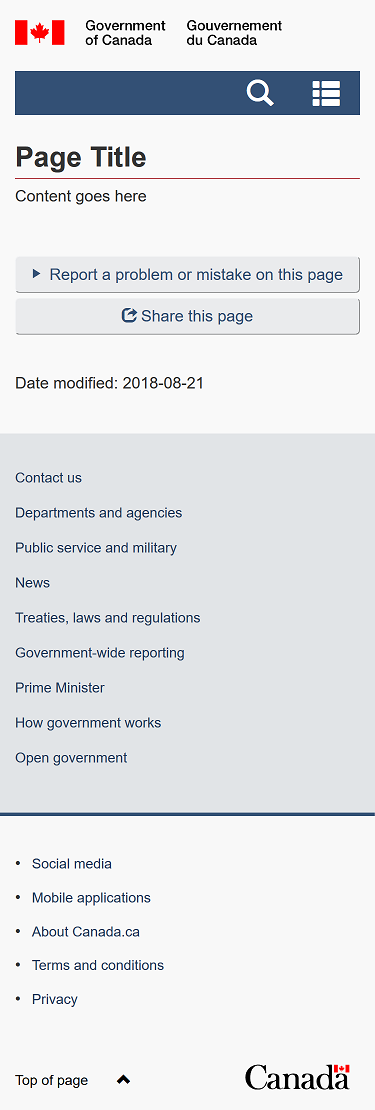 Government Gouvernement
of Canada du Canada
Page Title
Content goes here
Report a problem or mistake on this page
Share this page
Date modified: 2018-08-21
Contact us
Departments and agencies
Public service and military
News
Treaties, laws and regulations
Government-wide reporting
Prime Minister
How government works
Open government
• Social media
• Mobile applications
• About Canada.ca
• Terms and conditions
• Privacy
Top of page Canada